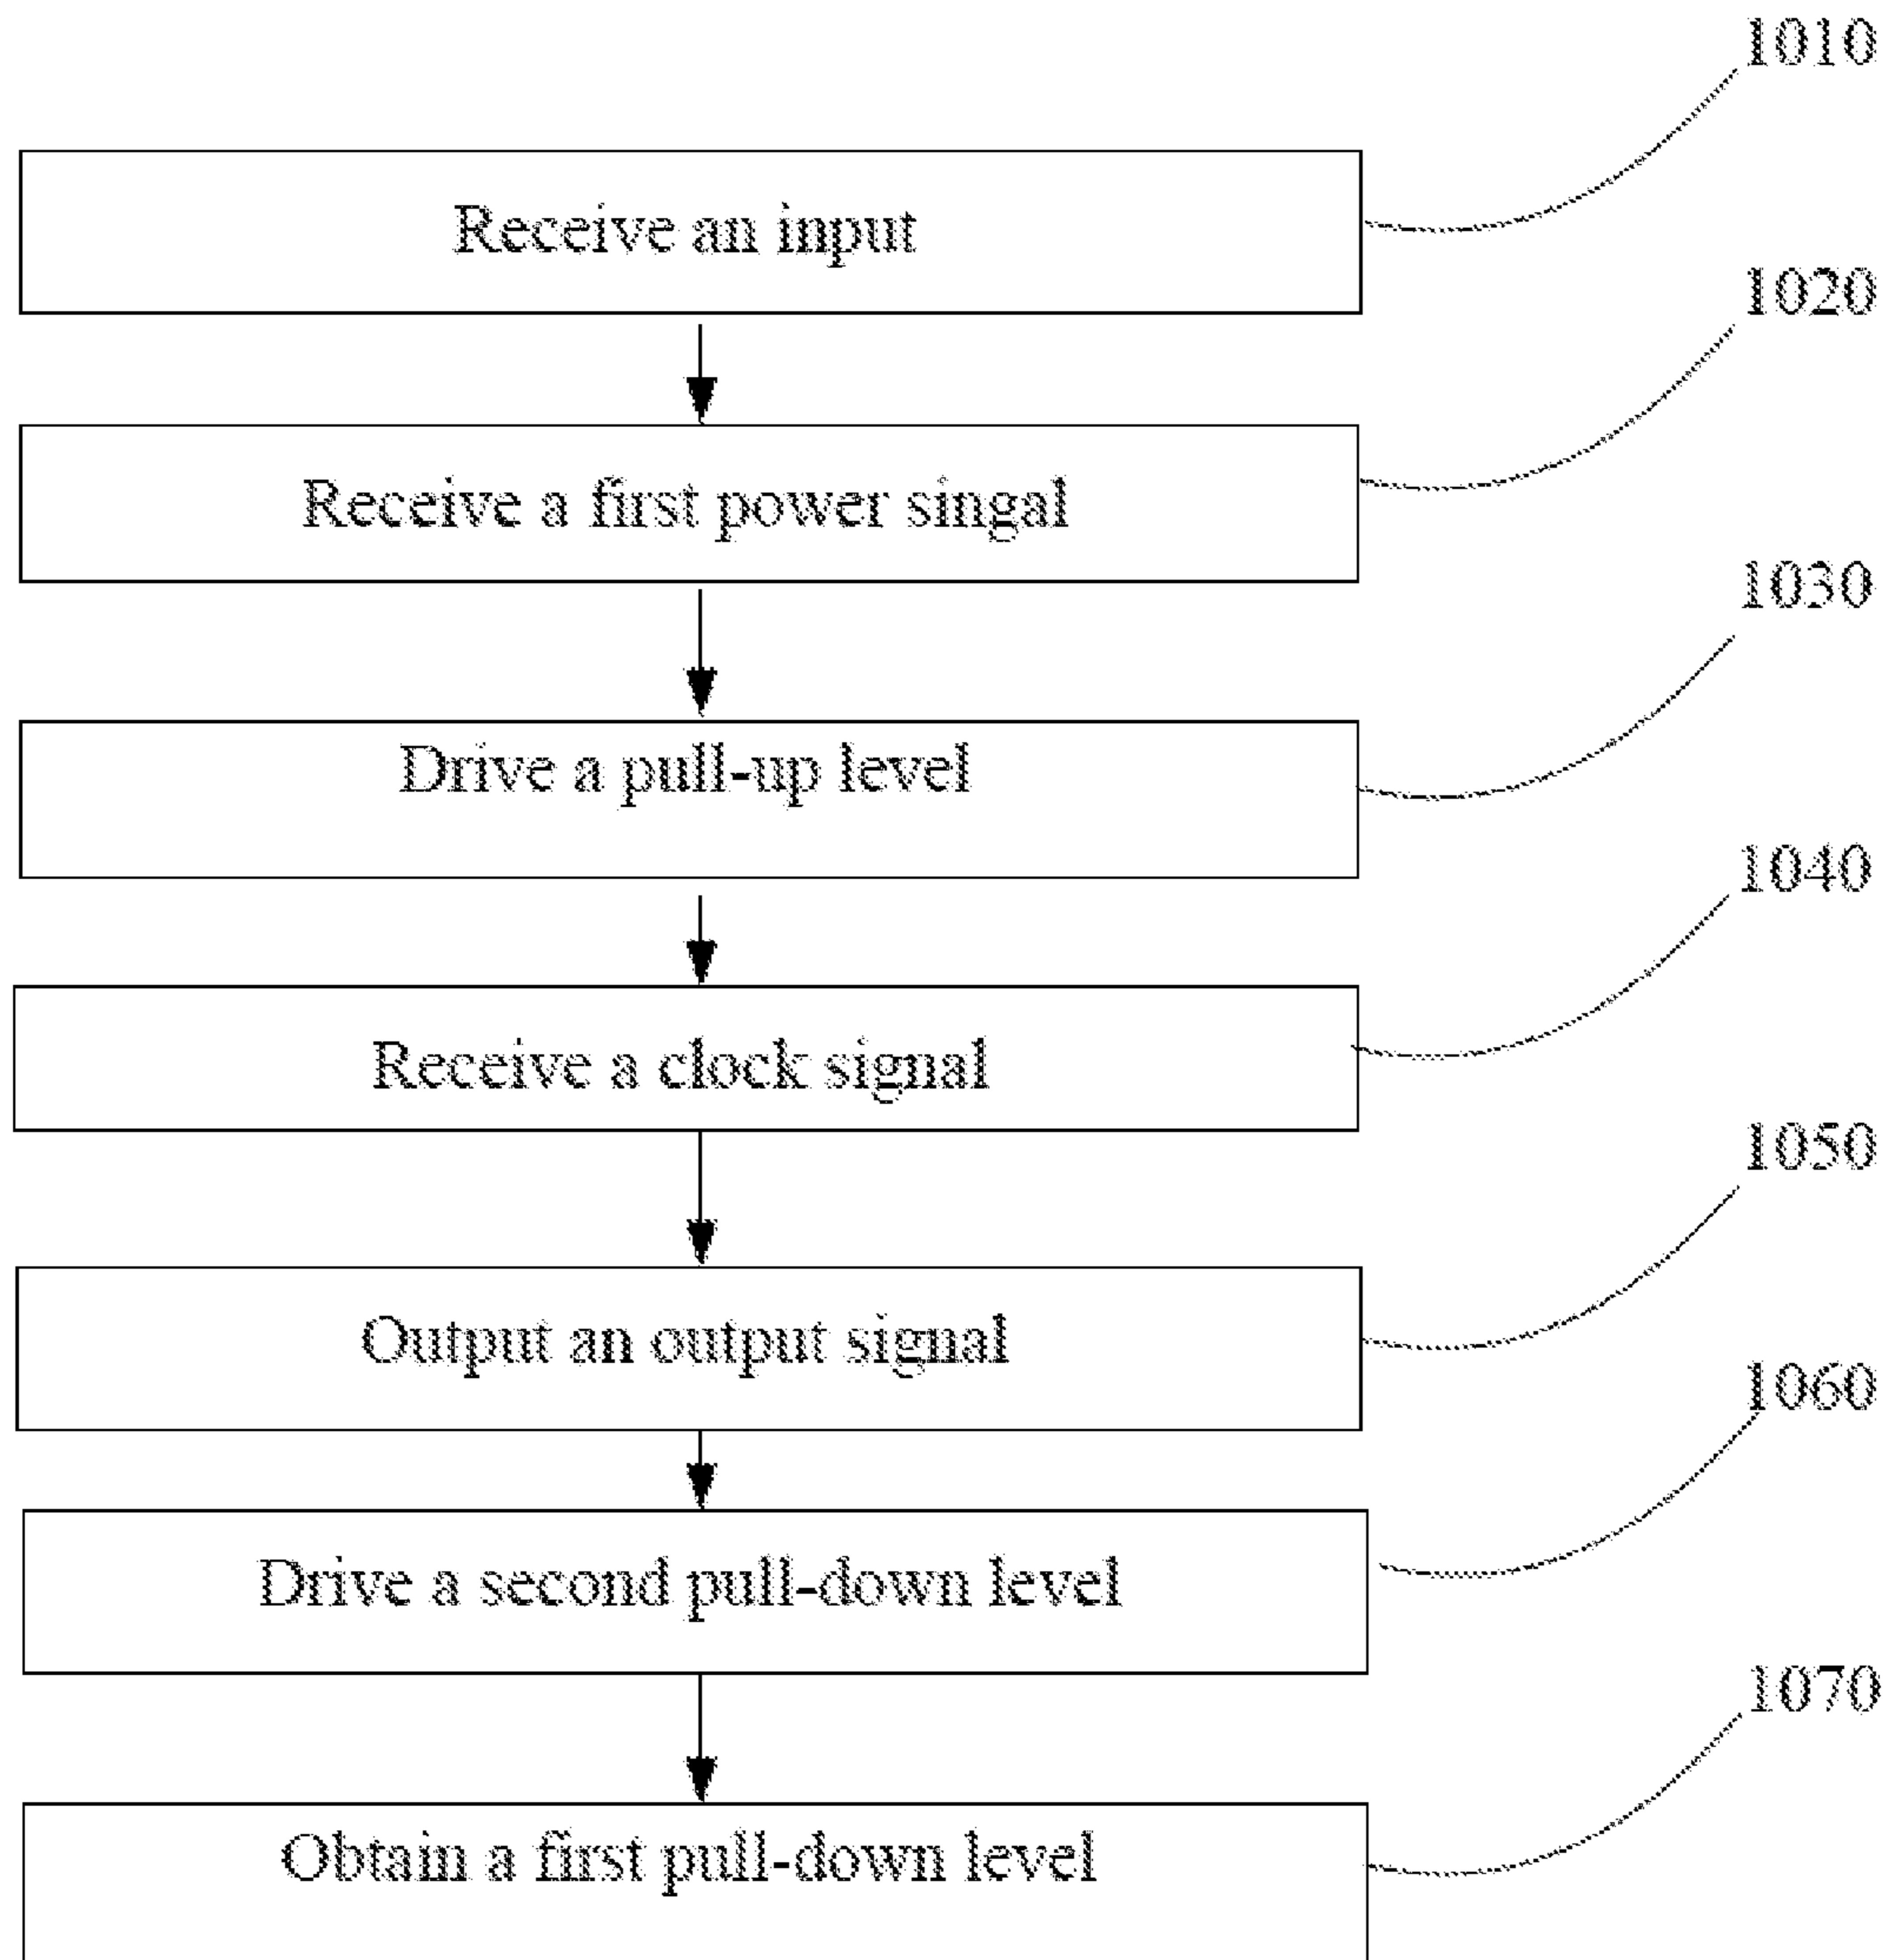 1010
Receive an input
1020
Receive a first power singal
1030
Drive a pull-up level
1040
Receive a clock signal
1050
Output an output signal
1060
Drive a second pull-down level
1070
Obtain a first pull-down level